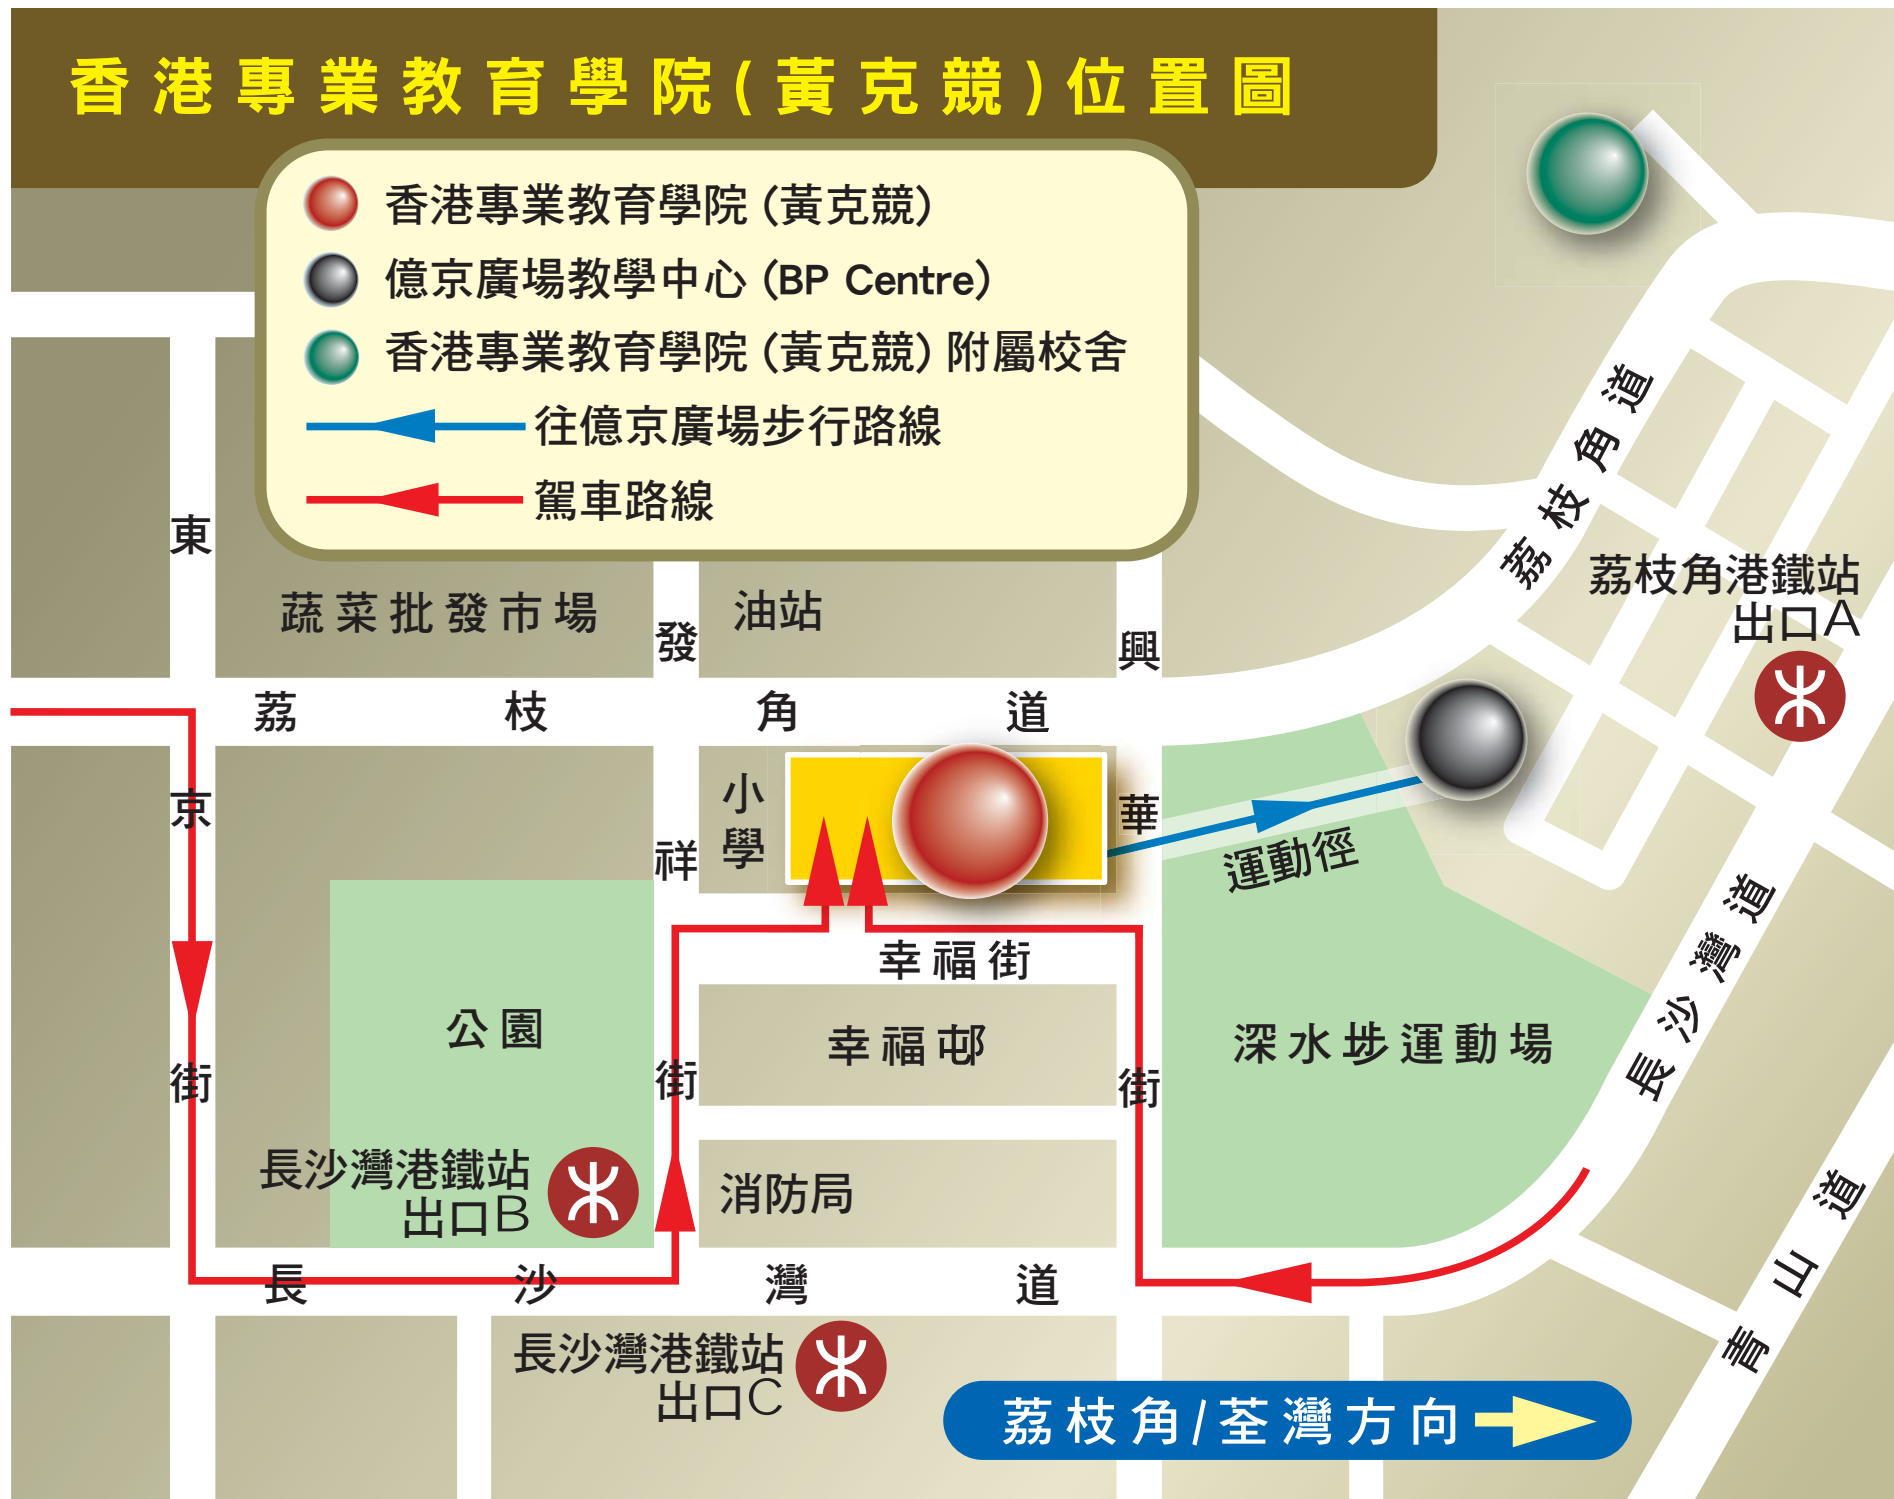 香港專業教育學院(黃克競)位置圖
香港專業教育學院(黃克競)
億京廣場教學中心(BP Centre)
香港專業教育學院(黃克競)附屬校舍
往億京廣場步行路線
駕車路線
東京街
蔬菜批發市場
發祥街
油站
興華街
荔枝角道
荔枝角道
荔枝角港鐵站
出口A
小學
運動徑
幸福街
公園
幸福邨
深水埗運動場
長沙灣道
長沙灣港鐵站
出口B
消防局
長沙灣道
青山道
長沙灣港鐵站
出口C
荔枝角/荃灣方向